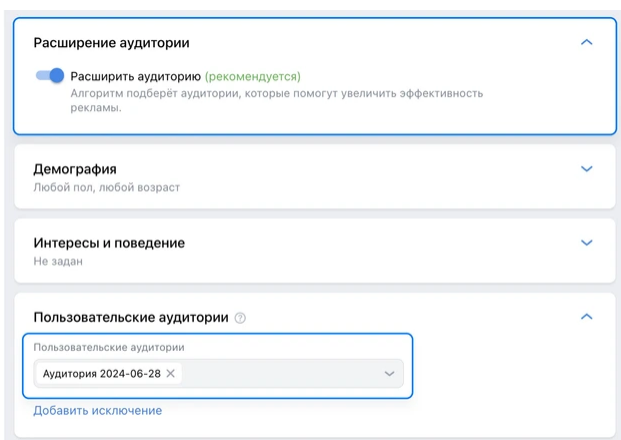 Расширение аудитории
Расширить аудиторию (рекомендуется)
Алгоритм подберёт аудитории, которые помогут увеличить эффективность
рекламы.
Демография
Любой пол, любой возраст
Интересы и поведение
Не задан
Пользовательские аудитории ?
Пользовательские аудитории
Аудитория 2024-06-28
Добавить исключение